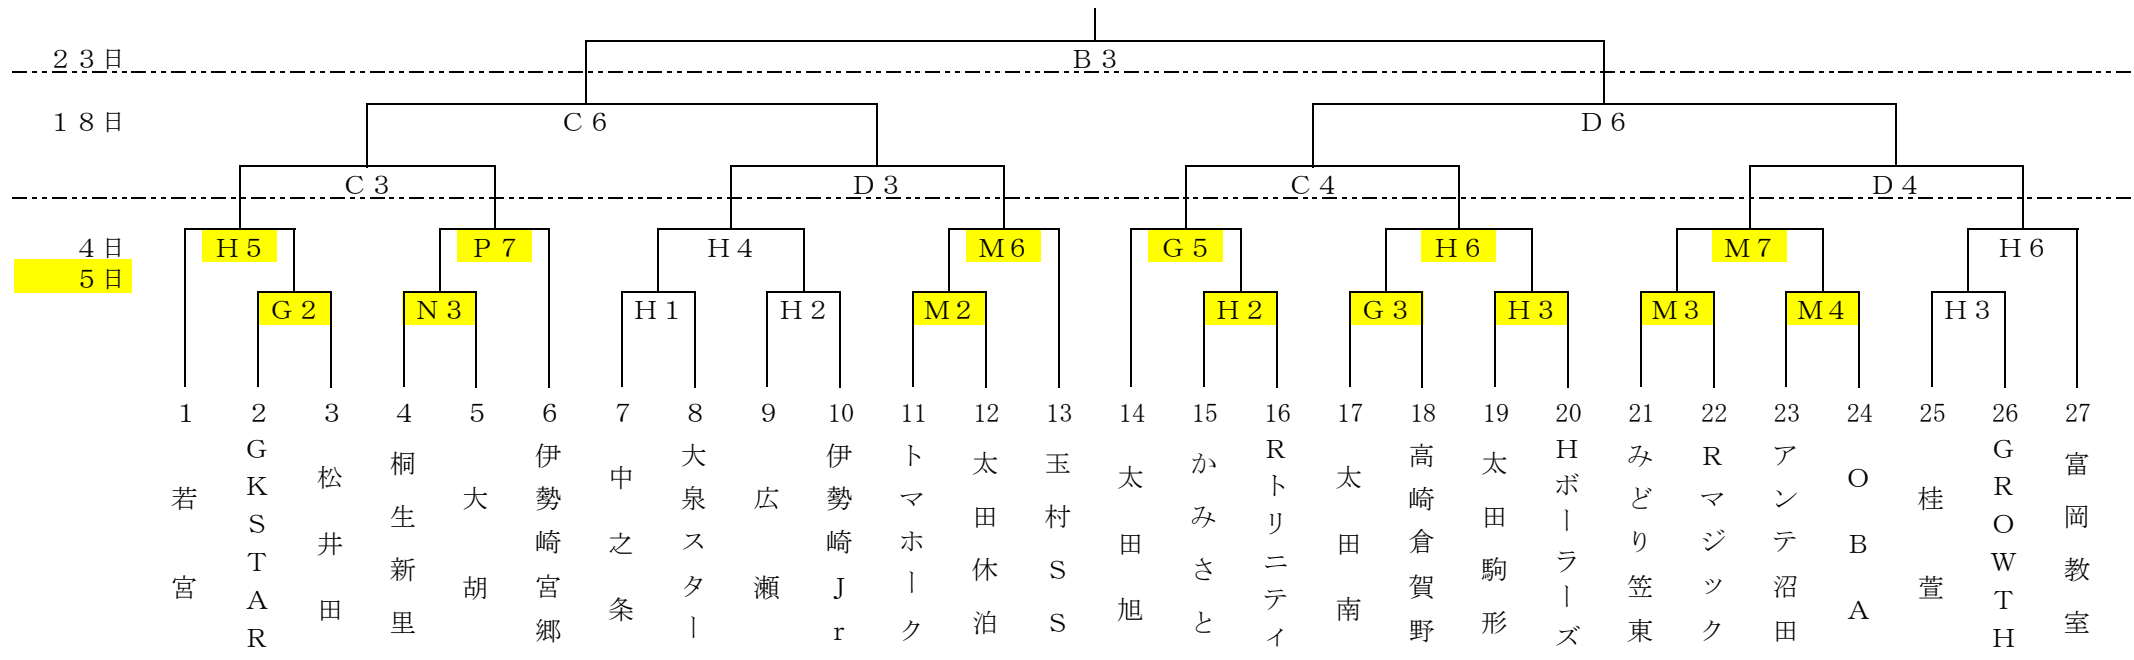 ２３日 Ｂ３
１８日 Ｃ６ Ｄ６
Ｃ３ Ｄ３ Ｃ４ Ｄ４
４日 Ｈ５ Ｐ７ Ｈ４ Ｍ６ Ｇ５ Ｈ６ Ｍ７ Ｈ６
５日
Ｇ２ Ｎ３ Ｈ１ Ｈ２ Ｍ２ Ｈ２ Ｇ３ Ｈ３ Ｍ３ Ｍ４ Ｈ３
１ ２ ３ ４ ５ ６ ７ ８ ９ 10 11 12 13 14 15 16 17 18 19 20 21 22 23 24 25 26 27
若宮
ＧＫＳＴＡＲ
松井田
桐生新里
大胡
伊勢崎宮郷
中之条
大泉スター
広瀬
伊勢崎Ｊｒ
トマホーク
太田休泊
玉村ＳＳ
太田旭
かみさと
Ｒトリニティ
太田南
高崎倉賀野
太田駒形
Ｈボーラーズ
みどり笠東
Ｒマジック
アンテ沼田
ＯＢＡ
桂萱
ＧＲＯＷＴＨ
富岡教室